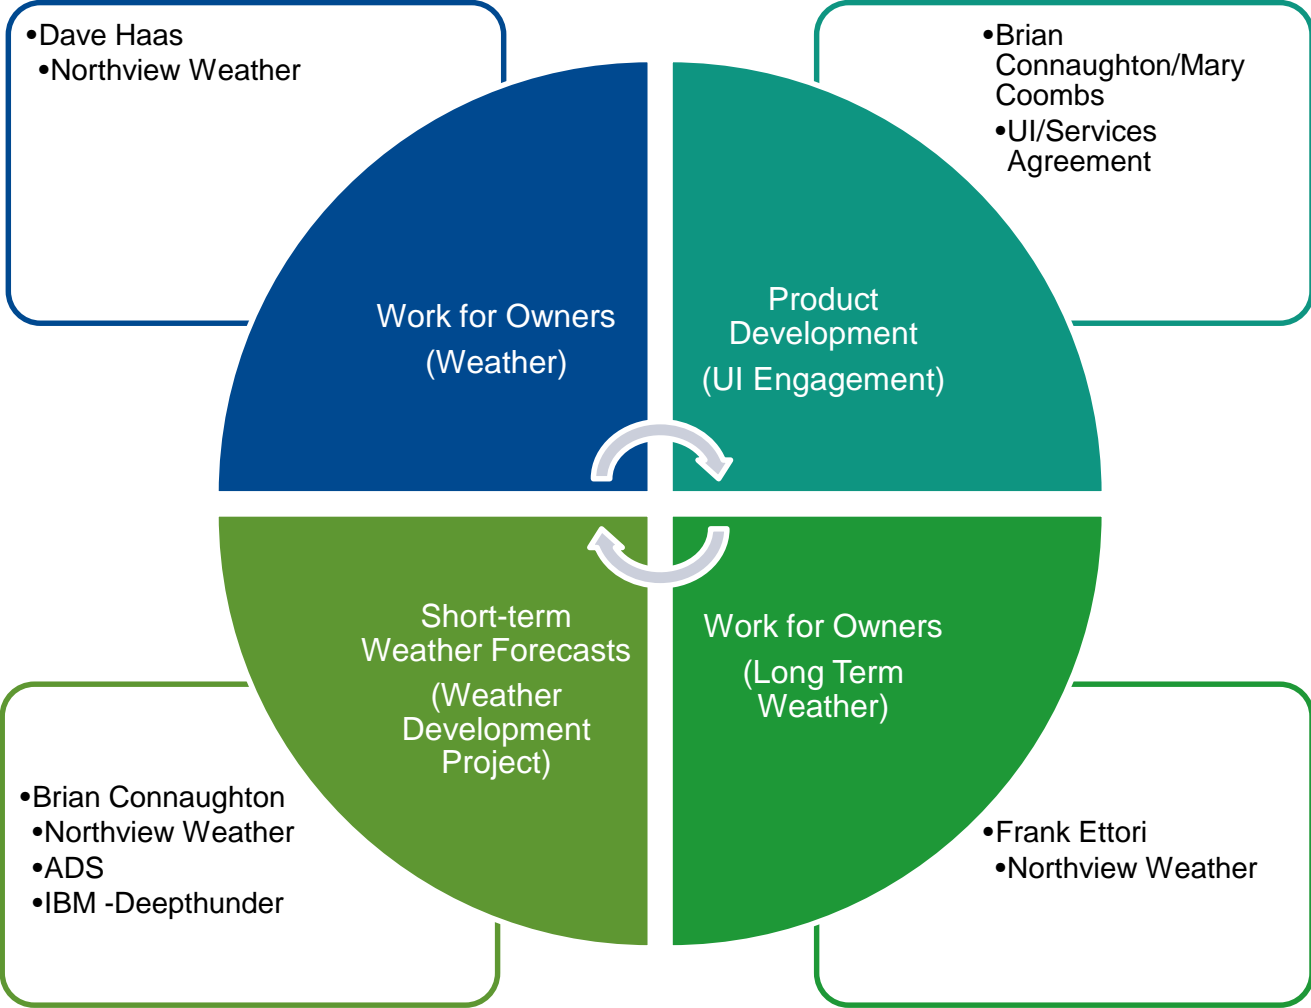 •Dave Haas
•Northview Weather
•Brian
Connaughton/Mary
Coombs
•UI/Services
Agreement
Work for Owners
(Weather)
Product
Development
(UI Engagement)
Short-term
Weather Forecasts
(Weather
Development
Project)
Work for Owners
(Long Term
Weather)
•Brian Connaughton
•Northview Weather
•ADS
•IBM -Deepthunder
•Frank Ettori
•Northview Weather